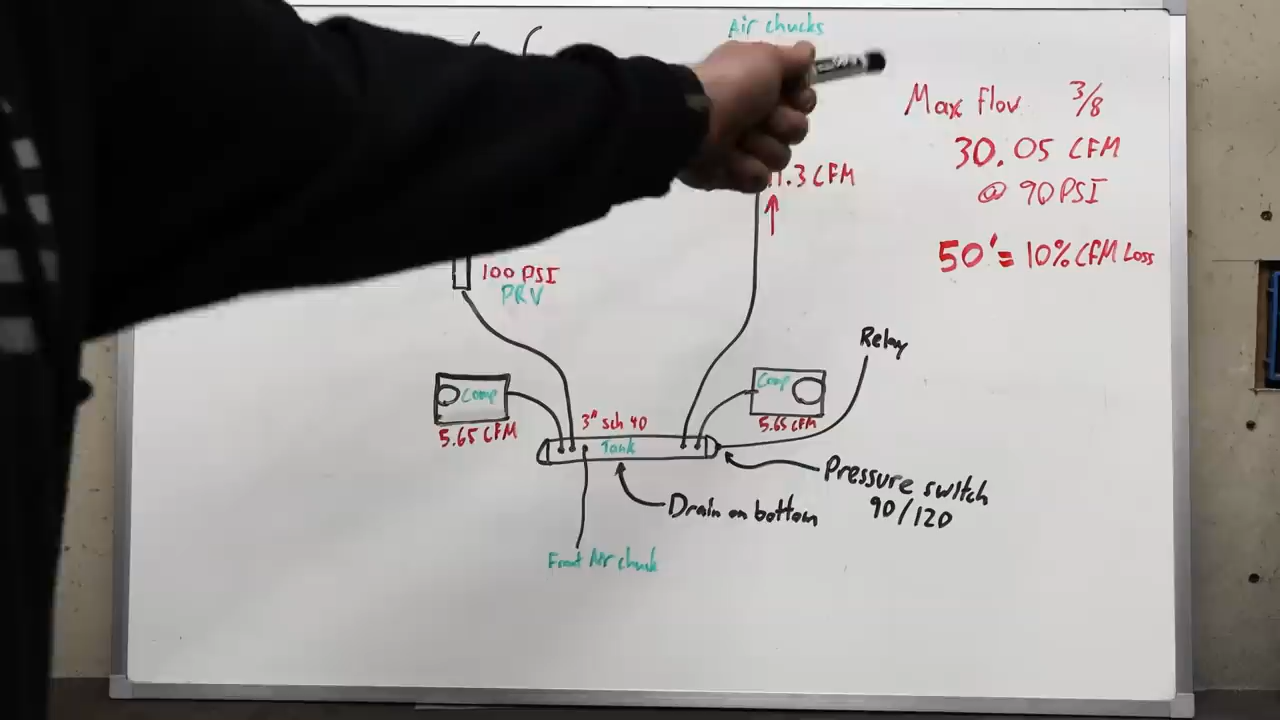 Air chucks
Max Flow 3/8
30.05 CFM
@ 90 PSI
11.3 CFM
50' = 10% CFM Loss
100 PSI
PRV
Relay
Comp
5.65 CFM
3" sch 40
Tank
Comp
5.65 CFM
Pressure switch
90/120
Drain on bottom
Front Air chuck